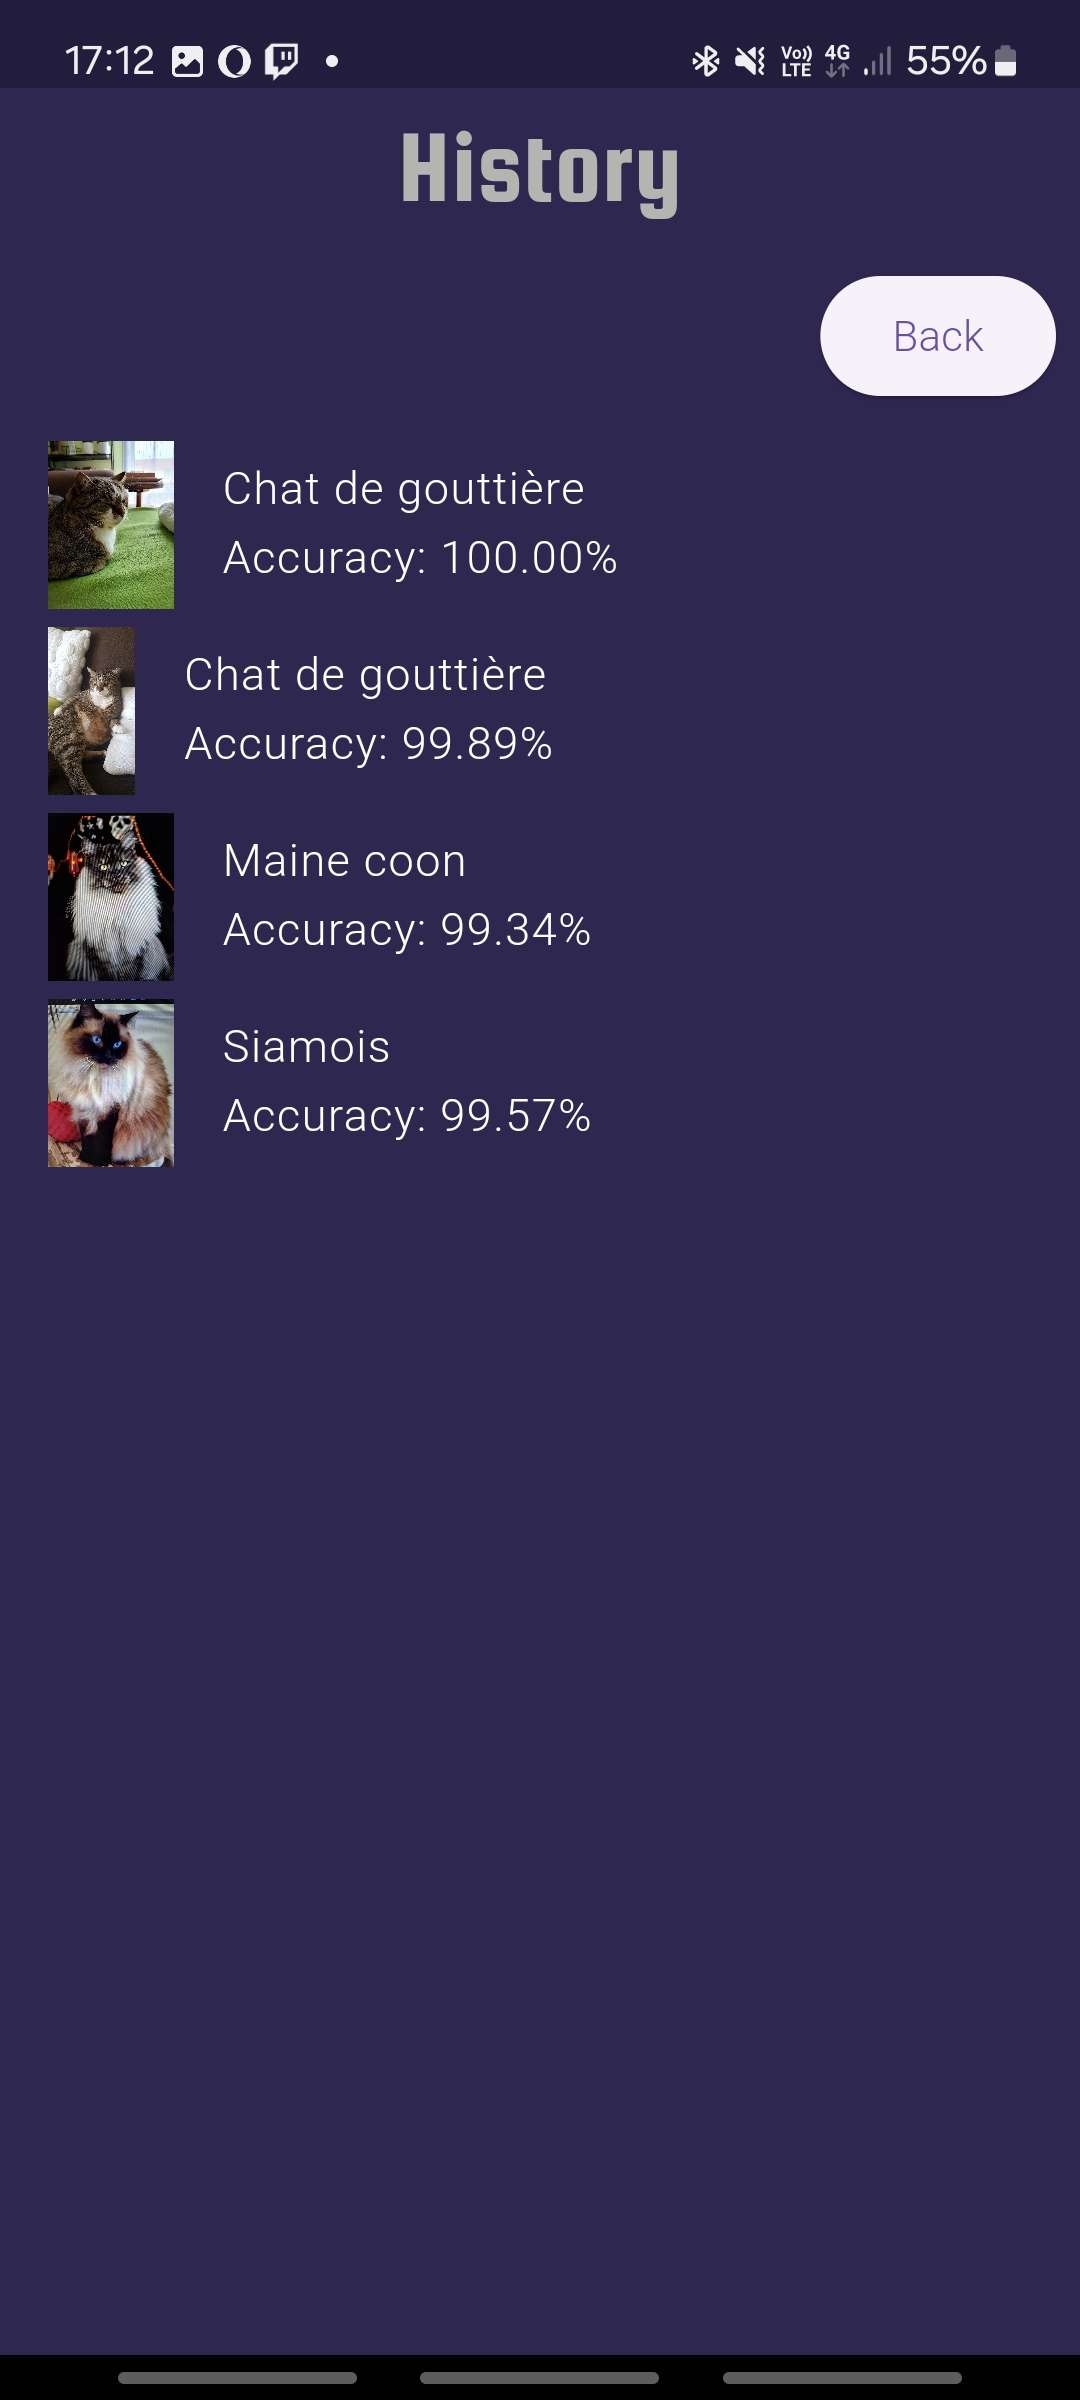 17:12 Vo)) LTE 4G 55%
History
Back
Chat de gouttière
Accuracy: 100.00%
Chat de gouttière
Accuracy: 99.89%
Maine coon
Accuracy: 99.34%
Siamois
Accuracy: 99.57%